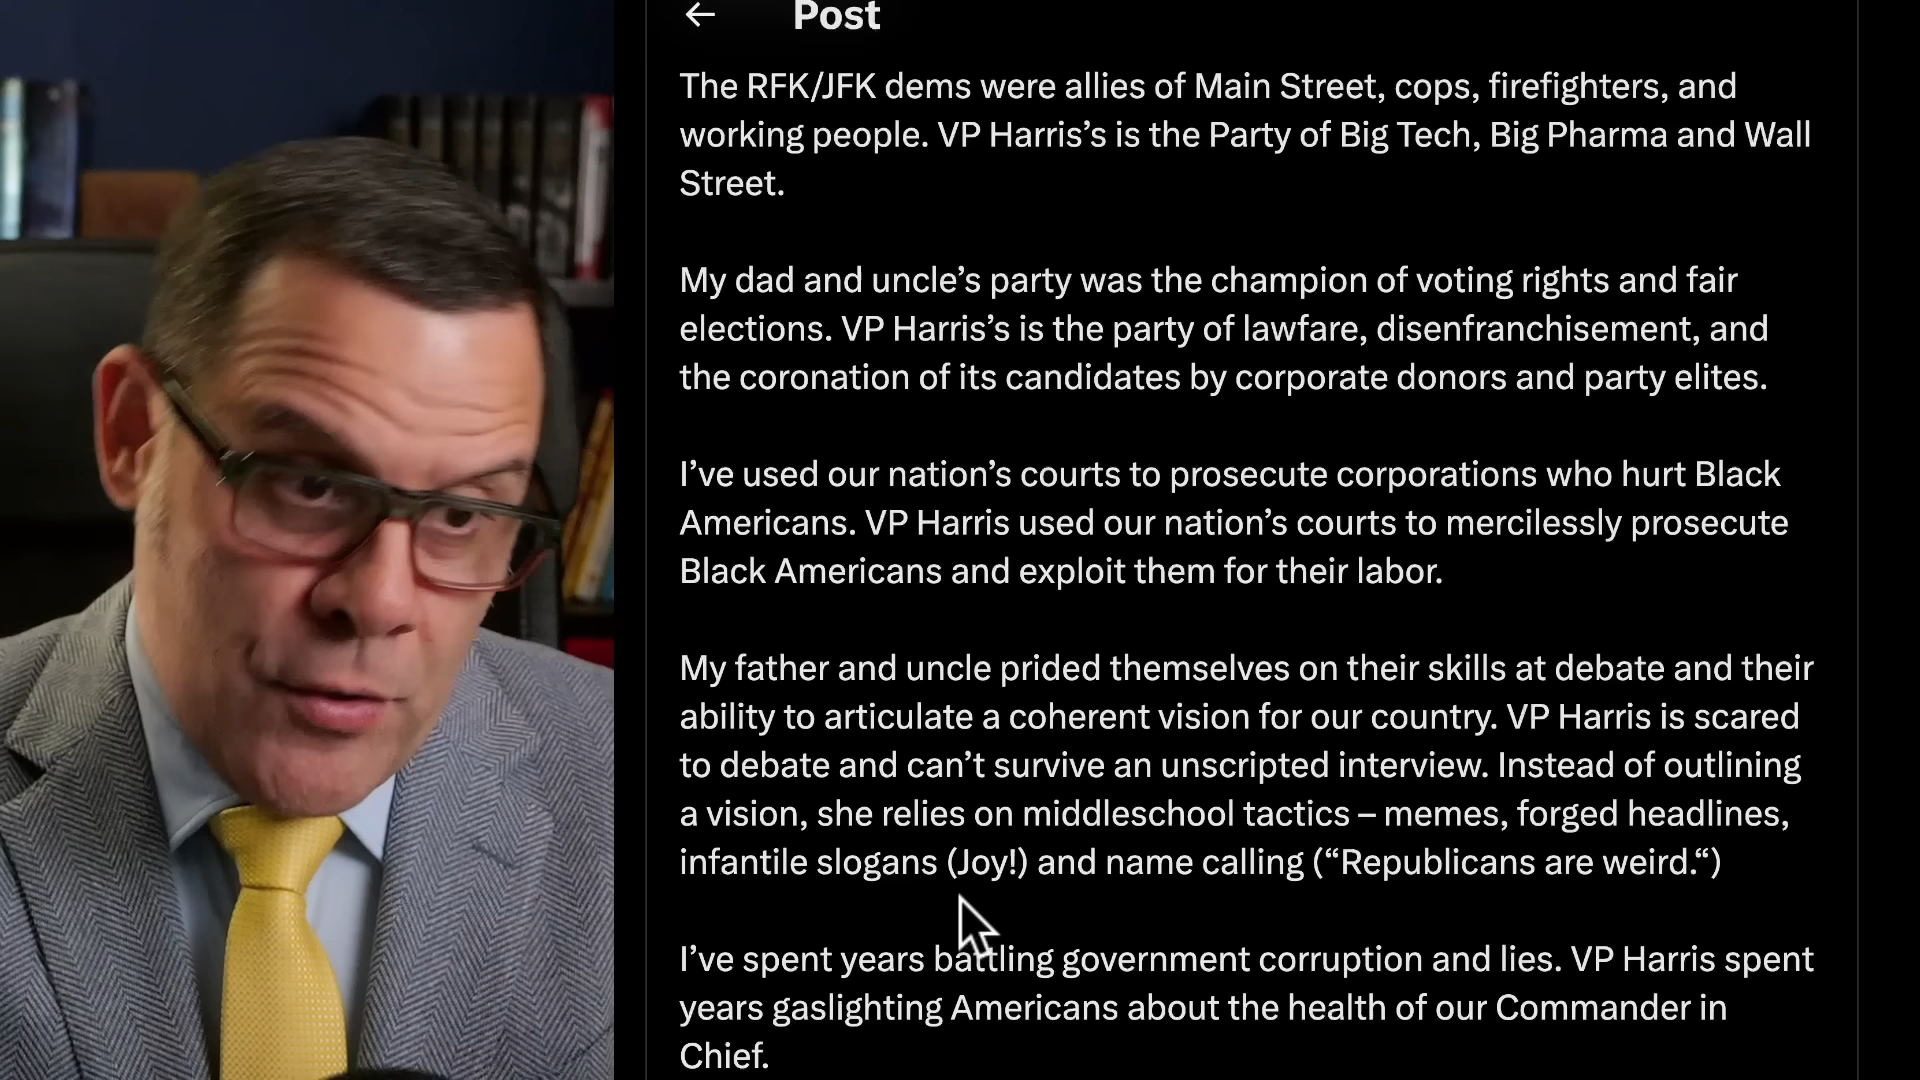 ← Post
The RFK/JFK dems were allies of Main Street, cops, firefighters, and
working people. VP Harris’s is the Party of Big Tech, Big Pharma and Wall
Street.
My dad and uncle’s party was the champion of voting rights and fair
elections. VP Harris’s is the party of lawfare, disenfranchisement, and
the coronation of its candidates by corporate donors and party elites.
I’ve used our nation’s courts to prosecute corporations who hurt Black
Americans. VP Harris used our nation’s courts to mercilessly prosecute
Black Americans and exploit them for their labor.
My father and uncle prided themselves on their skills at debate and their
ability to articulate a coherent vision for our country. VP Harris is scared
to debate and can’t survive an unscripted interview. Instead of outlining
a vision, she relies on middleschool tactics – memes, forged headlines,
infantile slogans (Joy!) and name calling (“Republicans are weird.“)
I’ve spent years battling government corruption and lies. VP Harris spent
years gaslighting Americans about the health of our Commander in
Chief.